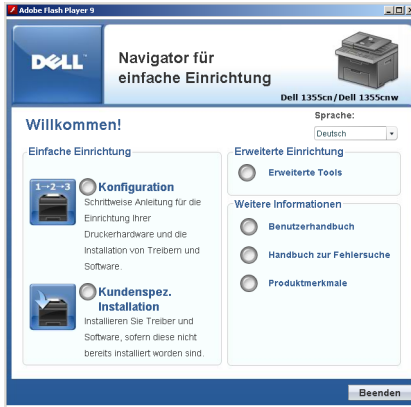 Adobe Flash Player 9
DELL
Navigator für
einfache Einrichtung
Dell 1355cn/Dell 1355cnw
Willkommen!
Sprache:
Deutsch
Einfache Einrichtung
1→2→3
Konfiguration
Schrittweise Anleitung für die
Einrichtung Ihrer
Druckerhardware und die
Installation von Treibern und
Software.
Kundenspez.
Installation
Installieren Sie Treiber und
Software, sofern diese nicht
bereits installiert worden sind.
Erweiterte Einrichtung
Erweiterte Tools
Weitere Informationen
Benutzerhandbuch
Handbuch zur Fehlersuche
Produktmerkmale
Beenden